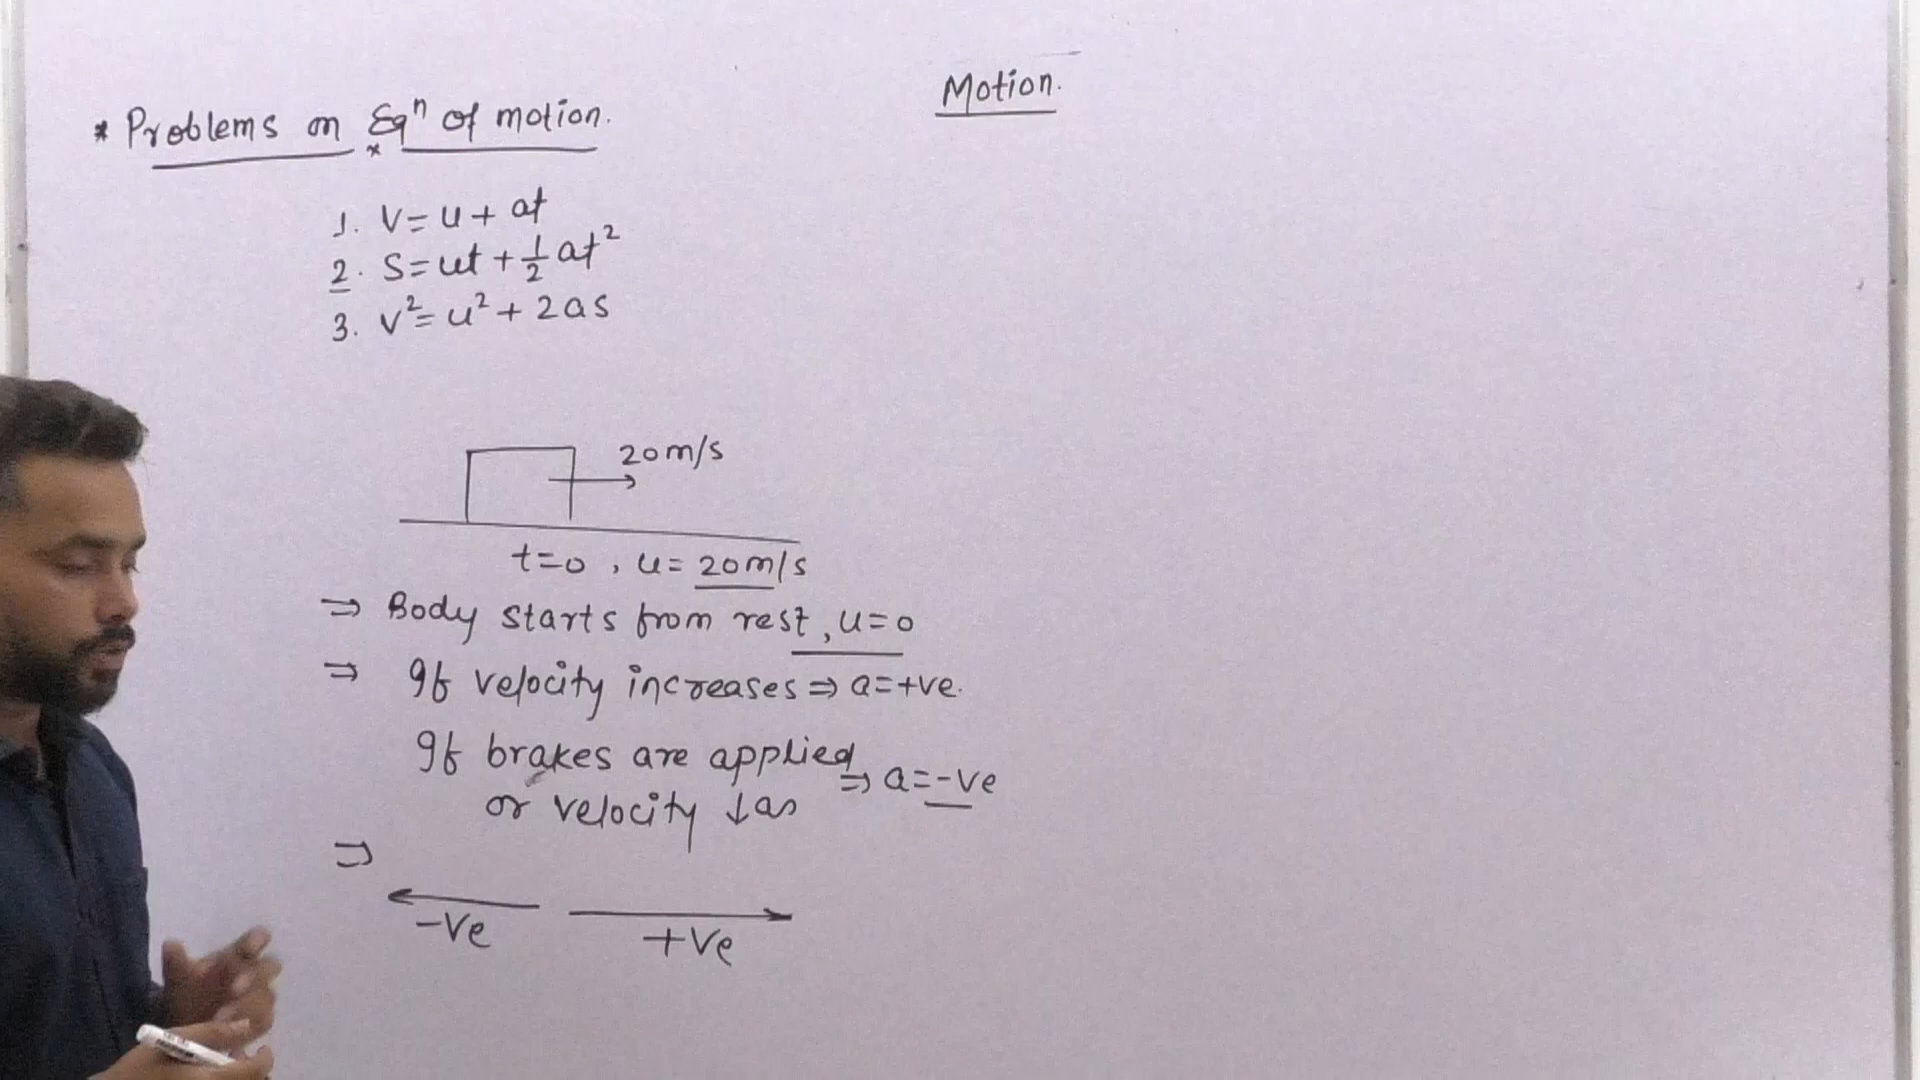 Motion.
* Problems on Eqⁿ of motion.
1. V = u + at
2. S = ut + ½ at²
3. v² = u² + 2as
20m/s
t=0, u= 20m/s
⇒ Body starts from rest, u=0
⇒ If velocity increases ⇒ a=+ve.
If brakes are applied ⇒ a=-ve
or velocity ↓as
⇒
-Ve +Ve